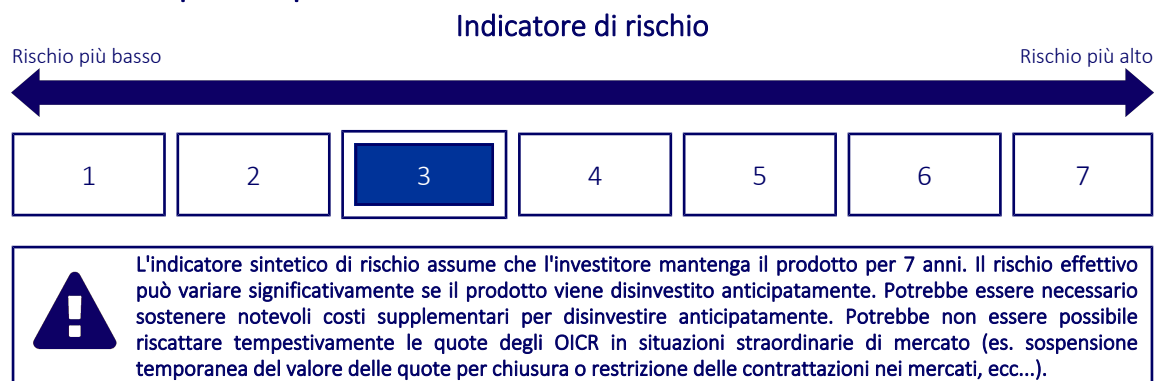 Indicatore di rischio
Rischio più basso
Rischio più alto
1
2
3
4
5
6
7
L'indicatore sintetico di rischio assume che l'investitore mantenga il prodotto per 7 anni. Il rischio effettivo
può variare significativamente se il prodotto viene disinvestito anticipatamente. Potrebbe essere necessario
sostenere notevoli costi supplementari per disinvestire anticipatamente. Potrebbe non essere possibile
riscattare tempestivamente le quote degli OICR in situazioni straordinarie di mercato (es. sospensione
temporanea del valore delle quote per chiusura o restrizione delle contrattazioni nei mercati, ecc...).